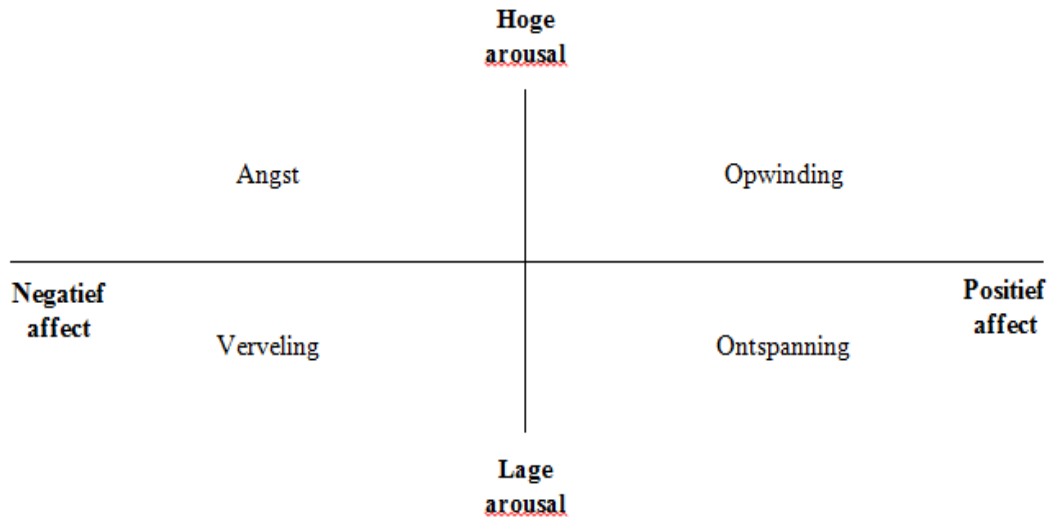 Hoge
arousal
Angst
Opwinding
Negatief
affect
Positief
affect
Verveling
Ontspanning
Lage
arousal